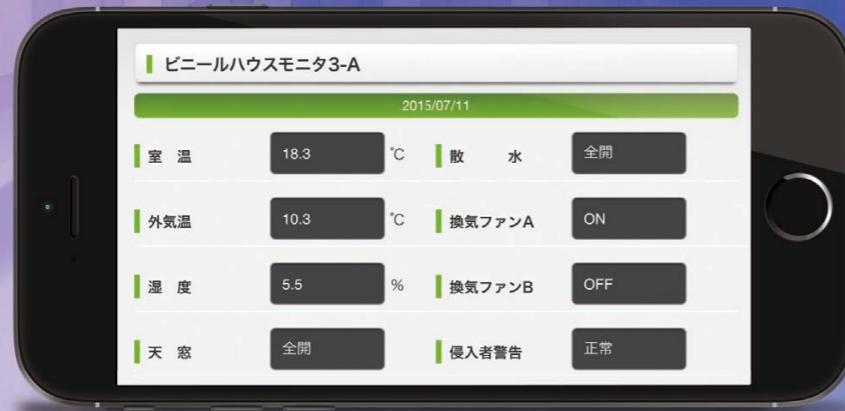 ビニールハウスモニタ3-A
2015/07/11
室 温 18.3 ℃ 散 水 全開
外気温 10.3 ℃ 換気ファンA ON
湿 度 5.5 % 換気ファンB OFF
天 窓 全開 侵入者警告 正常